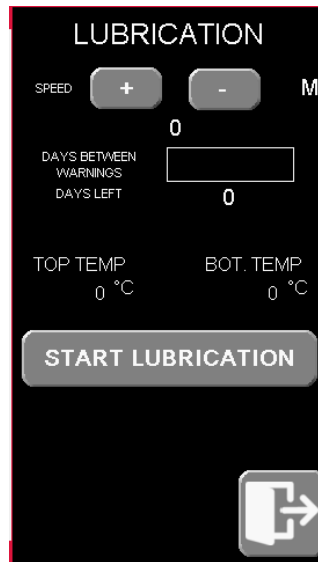 LUBRICATION
SPEED + - M
0
DAYS BETWEEN
WARNINGS
DAYS LEFT 0
TOP TEMP BOT. TEMP
0 °C 0 °C
START LUBRICATION